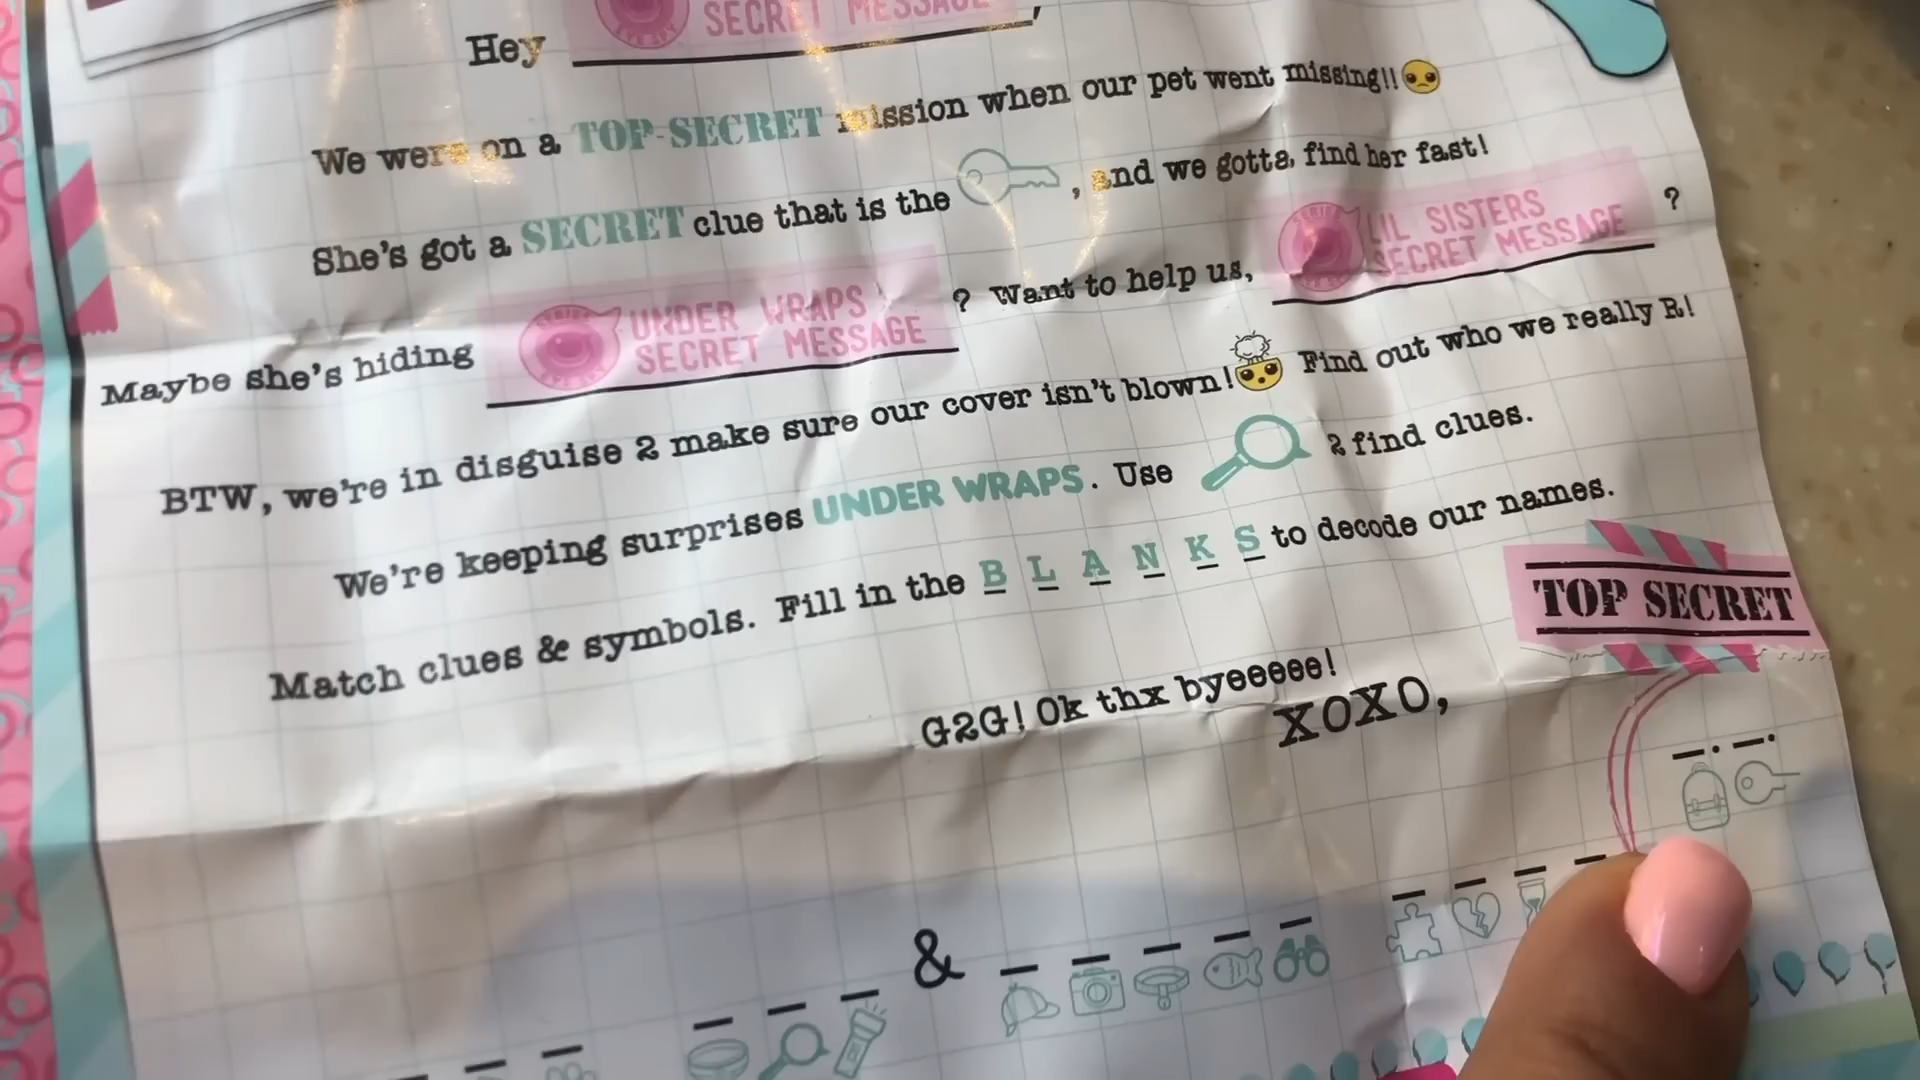 SECRET MESSAGE
Hey ,
We were on a TOP-SECRET mission when our pet went missing!!
She's got a SECRET clue that is the , and we gotta find her fast!
Maybe she's hiding UNDER WRAPS SECRET MESSAGE ? Want to help us, LIL SISTERS SECRET MESSAGE ?
BTW, we're in disguise 2 make sure our cover isn't blown! Find out who we really R!
We're keeping surprises UNDER WRAPS. Use 2 find clues.
Match clues & symbols. Fill in the B L A N K S to decode our names.
TOP SECRET
G2G! Ok thx byeeeee!
XOXO,
&